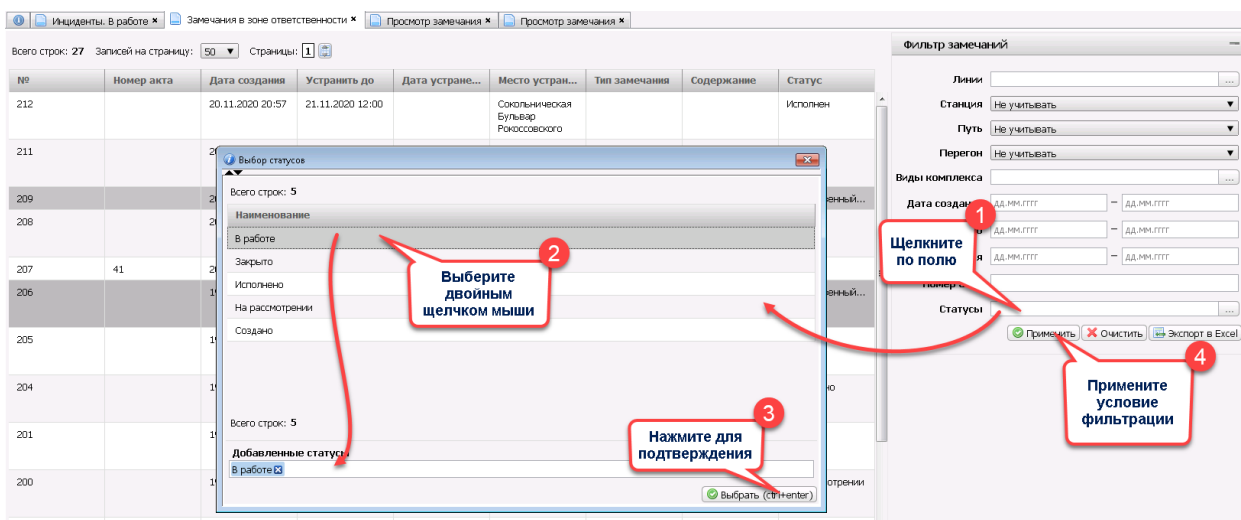 Инциденты. В работе
Замечания в зоне ответственности
Просмотр замечания
Просмотр замечания
Всего строк: 27 Записей на страницу: 50 Страницы: 1
№ Номер акта Дата создания Устранить до Дата устране... Место устран... Тип замечания Содержание Статус
212 20.11.2020 20:57 21.11.2020 12:00 Сокольническая Исполнен
Бульвар
Рокоссовского
211
209 енный...
208
207 41
206 енный...
205
204
201
200 отрении
Выбор статусов
Всего строк: 5
Наименование
В работе
Закрыто
Исполнено
На рассмотрении
Создано
Всего строк: 5
Добавленные статусы
В работе
Выбрать (ctrl+enter)
Фильтр замечаний
Линии ...
Станция Не учитывать
Путь Не учитывать
Перегон Не учитывать
Виды комплекса ...
Дата создан дд.мм.гггг – дд.мм.гггг
дд.мм.гггг – дд.мм.гггг
я дд.мм.гггг – дд.мм.гггг
Номер
Статусы ...
Применить Очистить Экспорт в Excel
1
Щелкните
по полю
2
Выберите
двойным
щелчком мыши
3
Нажмите для
подтверждения
4
Примените
условие
фильтрации